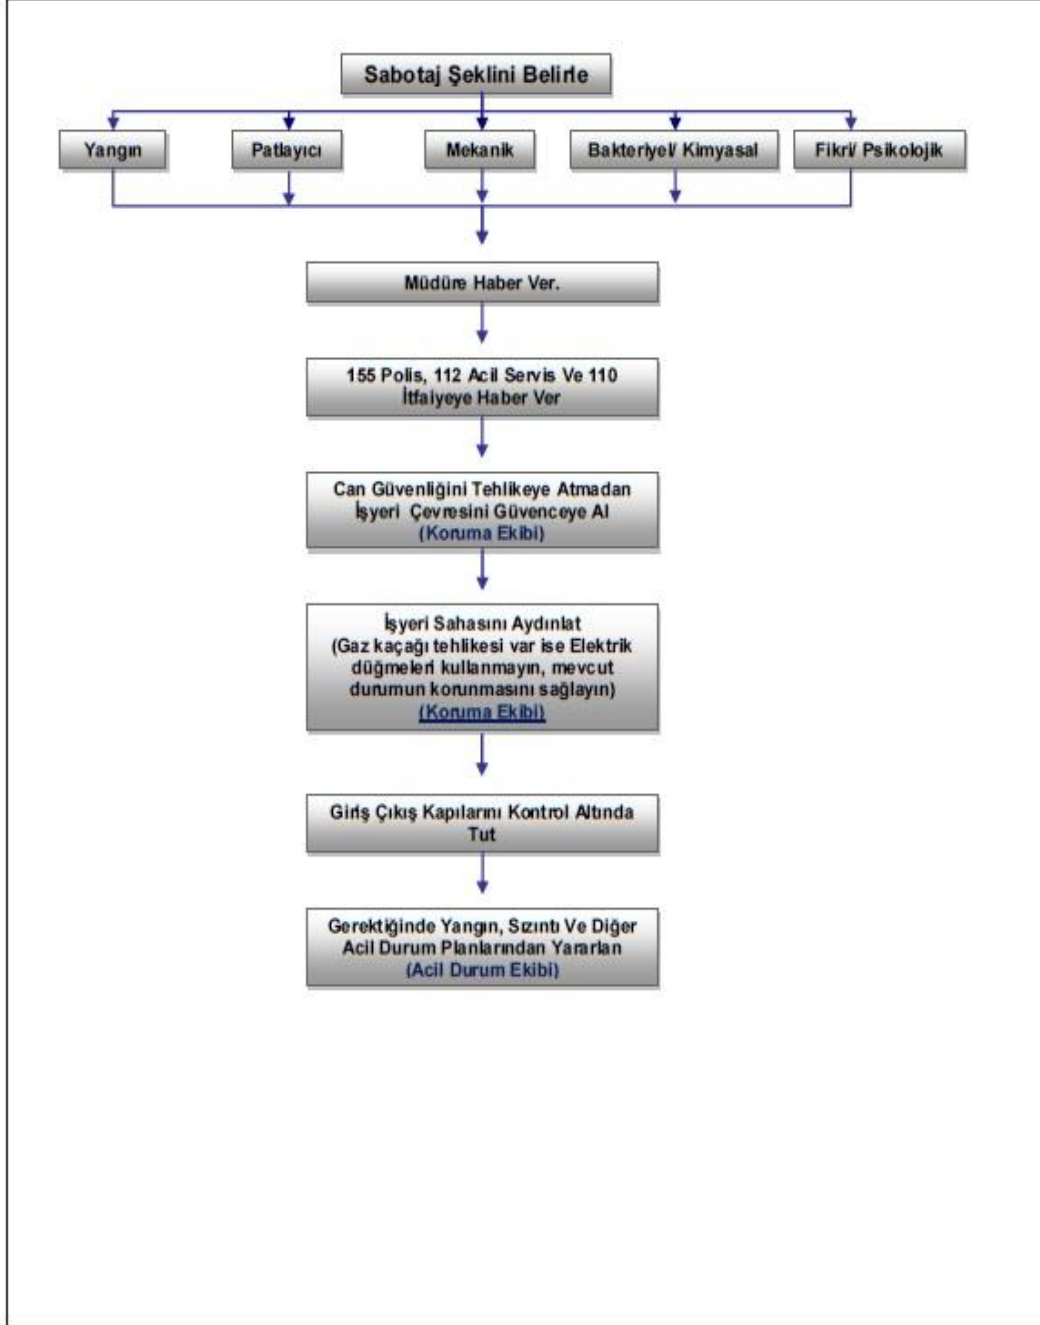 Sabotaj Şeklini Belirle
Yangın
Patlayıcı
Mekanik
Bakteriyel/ Kimyasal
Fikri/ Psikolojik
Müdüre Haber Ver.
155 Polis, 112 Acil Servis Ve 110
İtfaiyeye Haber Ver
Can Güvenliğini Tehlikeye Atmadan
İşyeri Çevresini Güvenceye Al
(Koruma Ekibi)
İşyeri Sahasını Aydınlat
(Gaz kaçağı tehlikesi var ise Elektrik
düğmeleri kullanmayın, mevcut
durumun korunmasını sağlayın)
(Koruma Ekibi)
Giriş Çıkış Kapılarını Kontrol Altında
Tut
Gerektiğinde Yangın, Sızıntı Ve Diğer
Acil Durum Planlarından Yararlan
(Acil Durum Ekibi)